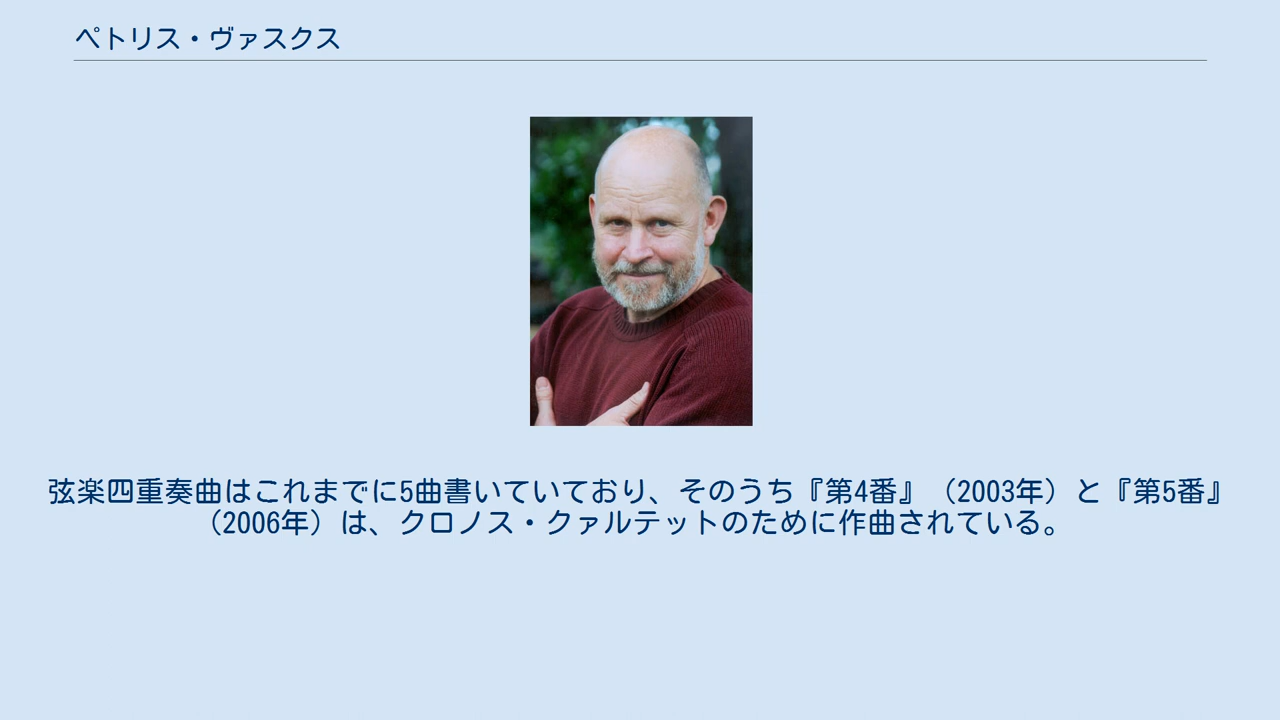 ペトリス・ヴァスクス
弦楽四重奏曲はこれまでに5曲書いていており、そのうち『第4番』（2003年）と『第5番』
（2006年）は、クロノス・クァルテットのために作曲されている。